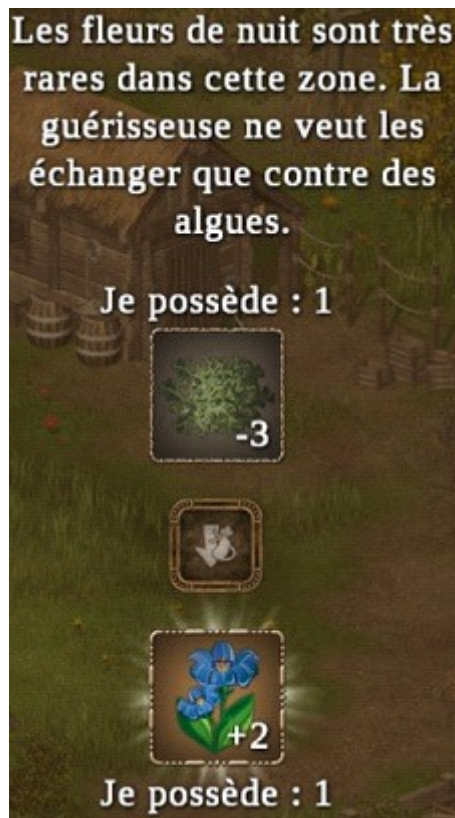 Les fleurs de nuit sont très
rares dans cette zone. La
guérisseuse ne veut les
échanger que contre des
algues.
Je possède : 1
-3
+2
Je possède : 1